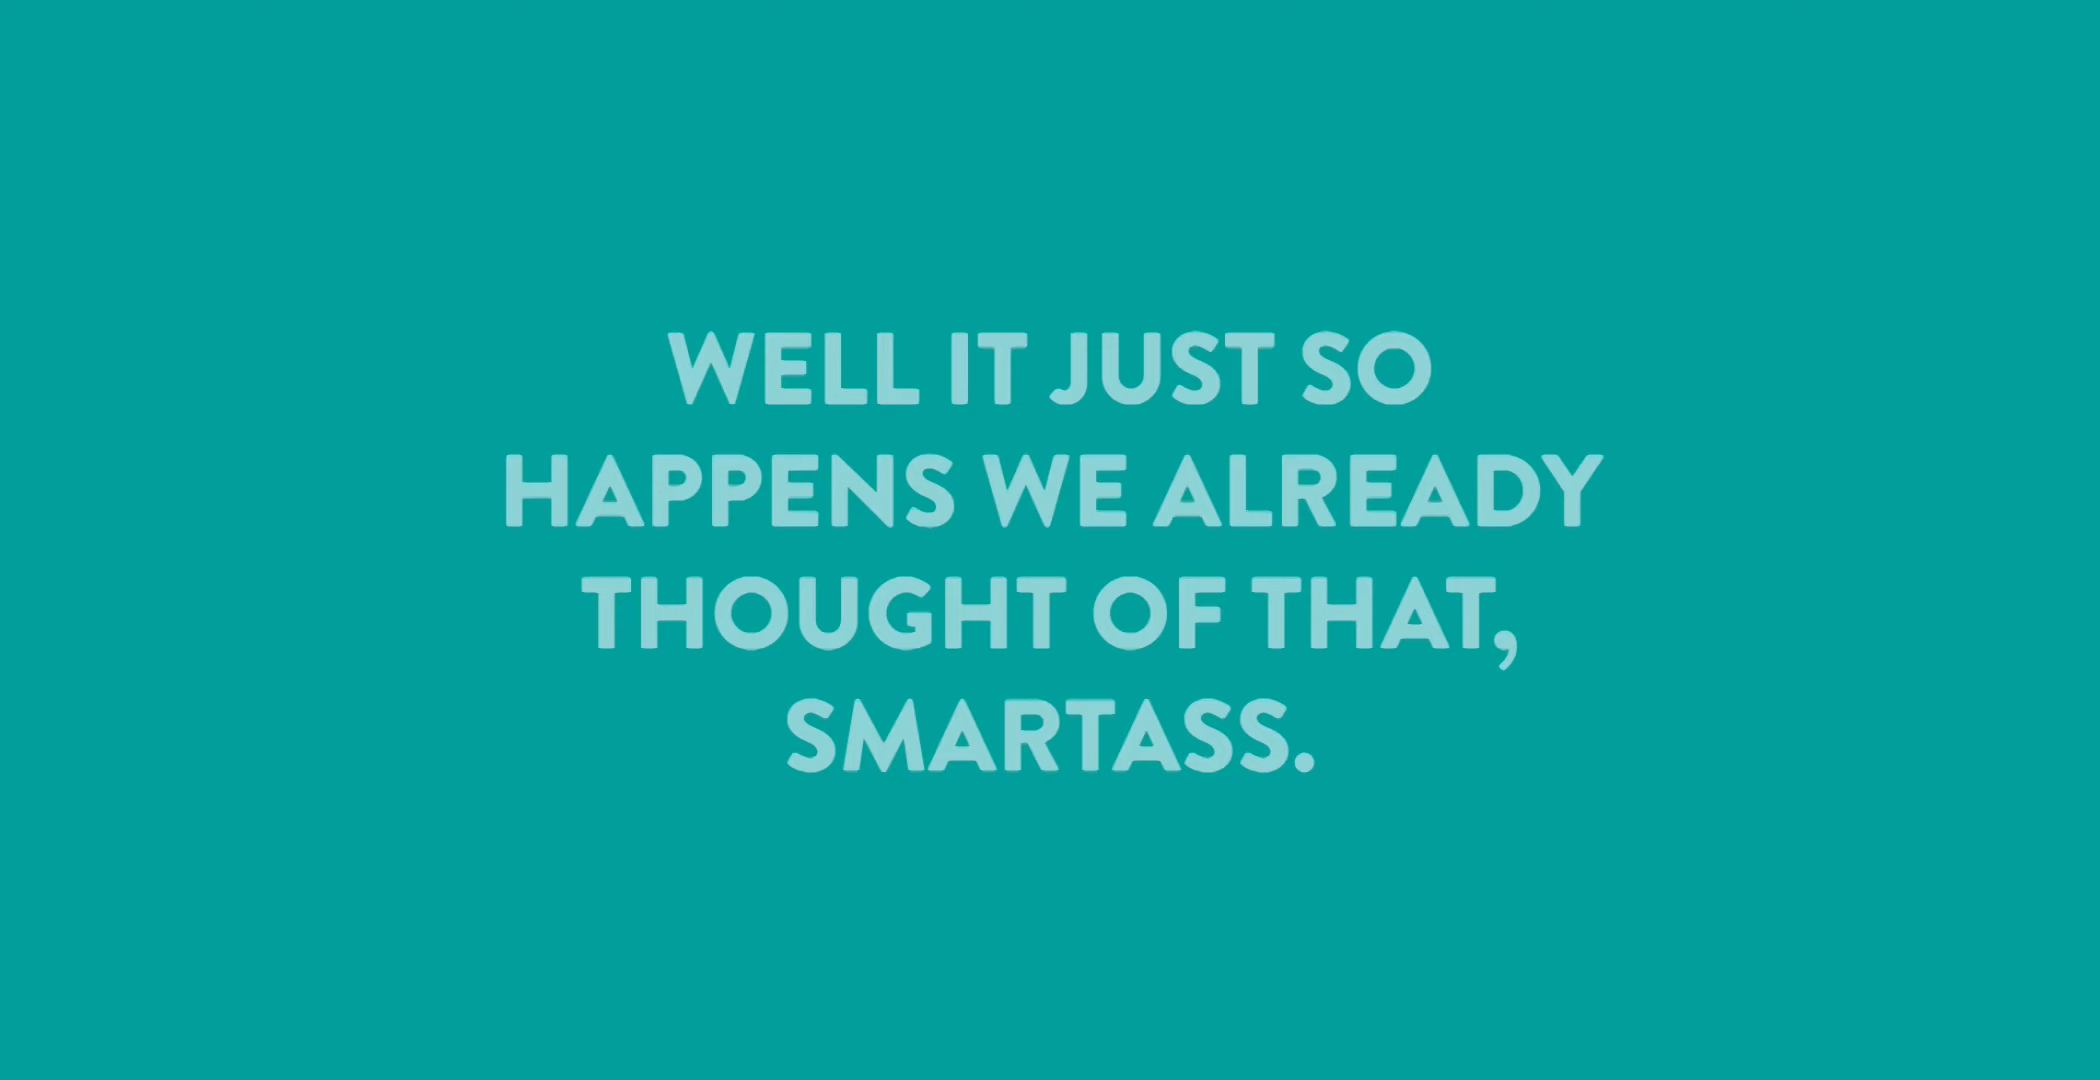 WELL IT JUST SO
HAPPENS WE ALREADY
THOUGHT OF THAT,
SMARTASS.